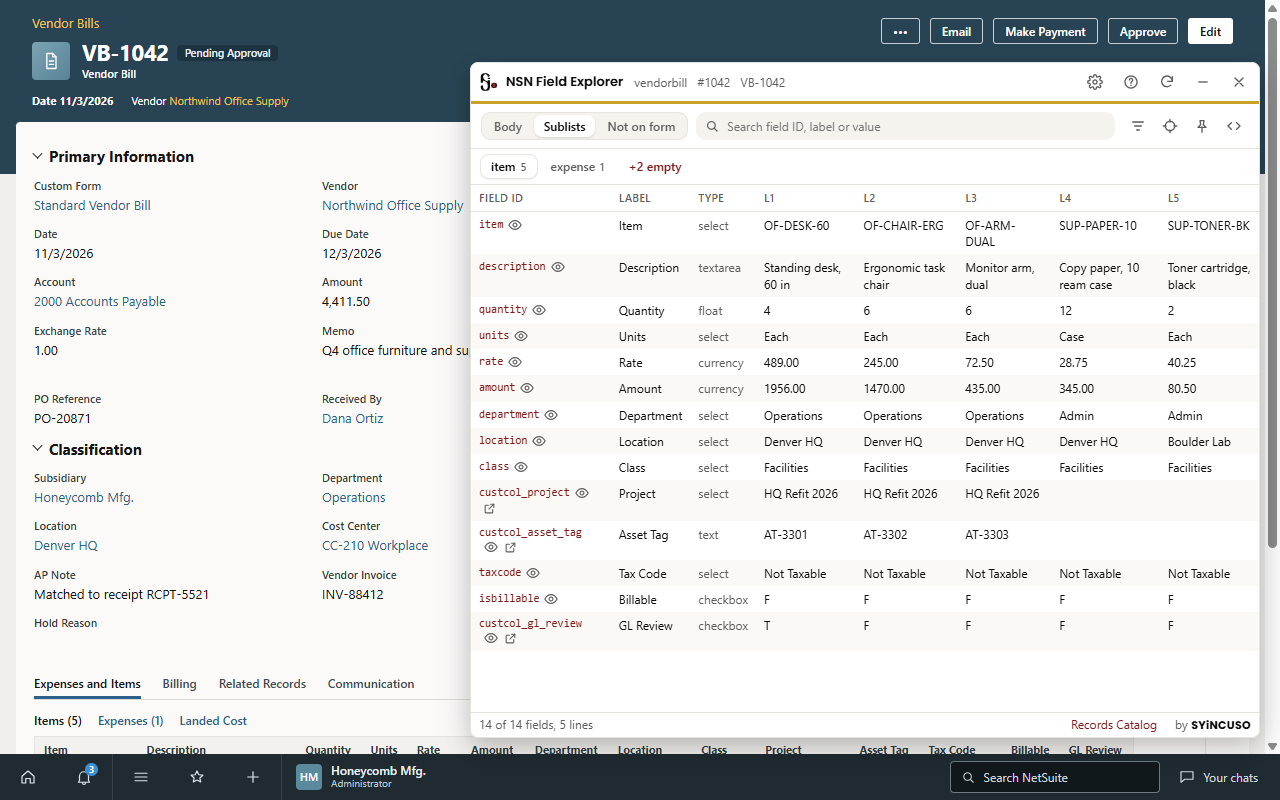 Vendor Bills
VB-1042 Pending Approval
Vendor Bill
Date 11/3/2026 Vendor Northwind Office Supply
••• Email Make Payment Approve Edit
Primary Information
Custom Form Vendor
Standard Vendor Bill Northwind Office Supply
Date Due Date
11/3/2026 12/3/2026
Account Amount
2000 Accounts Payable 4,411.50
Exchange Rate Memo
1.00 Q4 office furniture and su
PO Reference Received By
PO-20871 Dana Ortiz
Classification
Subsidiary Department
Honeycomb Mfg. Operations
Location Cost Center
Denver HQ CC-210 Workplace
AP Note Vendor Invoice
Matched to receipt RCPT-5521 INV-88412
Hold Reason
Expenses and Items Billing Related Records Communication
Items (5) Expenses (1) Landed Cost
Item Description Quantity Units Rate Amount Department Location Class Project Asset Tag Tax Code Billable GL Review
NSN Field Explorer vendorbill #1042 VB-1042
Body Sublists Not on form Search field ID, label or value
item 5 expense 1 +2 empty
FIELD ID LABEL TYPE L1 L2 L3 L4 L5
item Item select OF-DESK-60 OF-CHAIR-ERG OF-ARM-DUAL SUP-PAPER-10 SUP-TONER-BK
description Description textarea Standing desk, 60 in Ergonomic task chair Monitor arm, dual Copy paper, 10 ream case Toner cartridge, black
quantity Quantity float 4 6 6 12 2
units Units select Each Each Each Case Each
rate Rate currency 489.00 245.00 72.50 28.75 40.25
amount Amount currency 1956.00 1470.00 435.00 345.00 80.50
department Department select Operations Operations Operations Admin Admin
location Location select Denver HQ Denver HQ Denver HQ Denver HQ Boulder Lab
class Class select Facilities Facilities Facilities Facilities Facilities
custcol_project Project select HQ Refit 2026 HQ Refit 2026 HQ Refit 2026
custcol_asset_tag Asset Tag text AT-3301 AT-3302 AT-3303
taxcode Tax Code select Not Taxable Not Taxable Not Taxable Not Taxable Not Taxable
isbillable Billable checkbox F F F F F
custcol_gl_review GL Review checkbox T F F F F
14 of 14 fields, 5 lines Records Catalog by SYiNCUSO
3 HM Honeycomb Mfg. Search NetSuite Your chats
Administrator